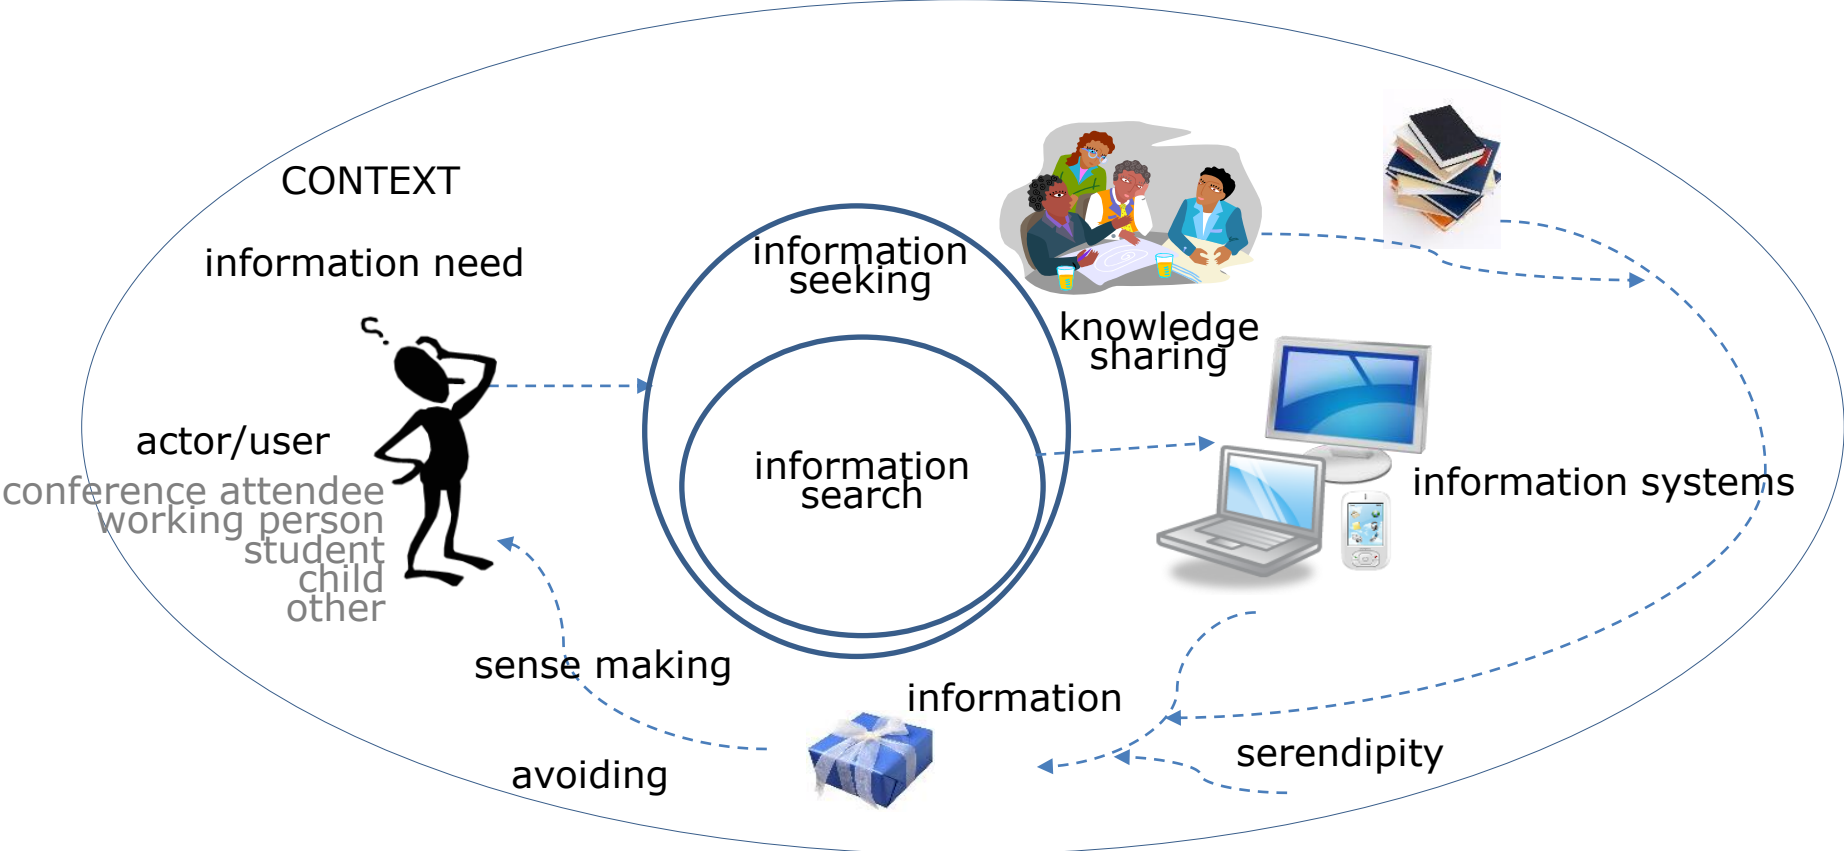 CONTEXT
information need
actor/user
conference attendee
working person
student
child
other
information
seeking
information
search
knowledge
sharing
information systems
sense making
information
avoiding
serendipity